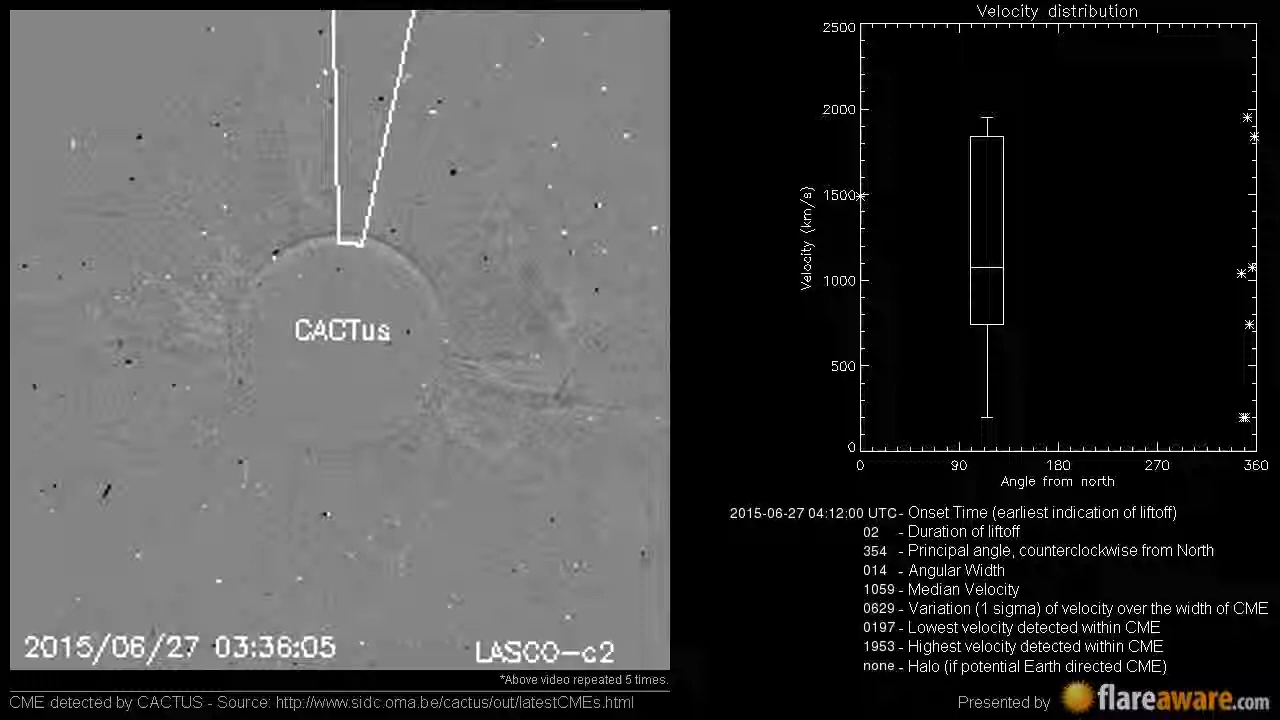 Velocity distribution
2500
2000
1500
1000
500
0
Velocity (km/s)
0 90 180 270 360
Angle from north
CACTus
2015/06/27 03:36:05 LASCO-c2
*Above video repeated 5 times.
CME detected by CACTUS - Source: http://www.sidc.oma.be/cactus/out/latestCMEs.html
2015-06-27 04:12:00 UTC - Onset Time (earliest indication of liftoff)
02 - Duration of liftoff
354 - Principal angle, counterclockwise from North
014 - Angular Width
1059 - Median Velocity
0629 - Variation (1 sigma) of velocity over the width of CME
0197 - Lowest velocity detected within CME
1953 - Highest velocity detected within CME
none - Halo (if potential Earth directed CME)
Presented by flareaware.com